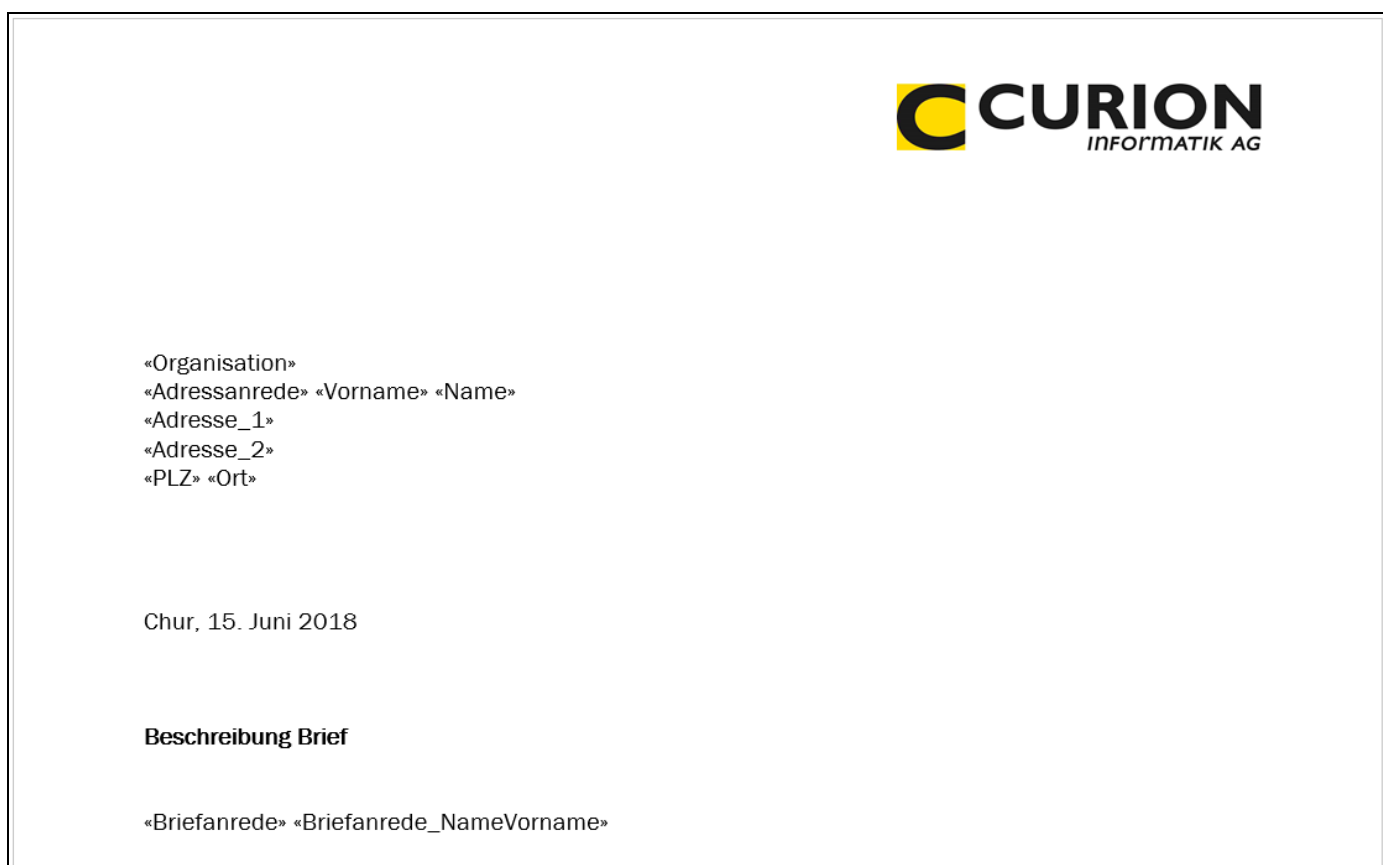 C CURION
INFORMATIK AG
«Organisation»
«Adressanrede» «Vorname» «Name»
«Adresse_1»
«Adresse_2»
«PLZ» «Ort»
Chur, 15. Juni 2018
Beschreibung Brief
«Briefanrede» «Briefanrede_NameVorname»